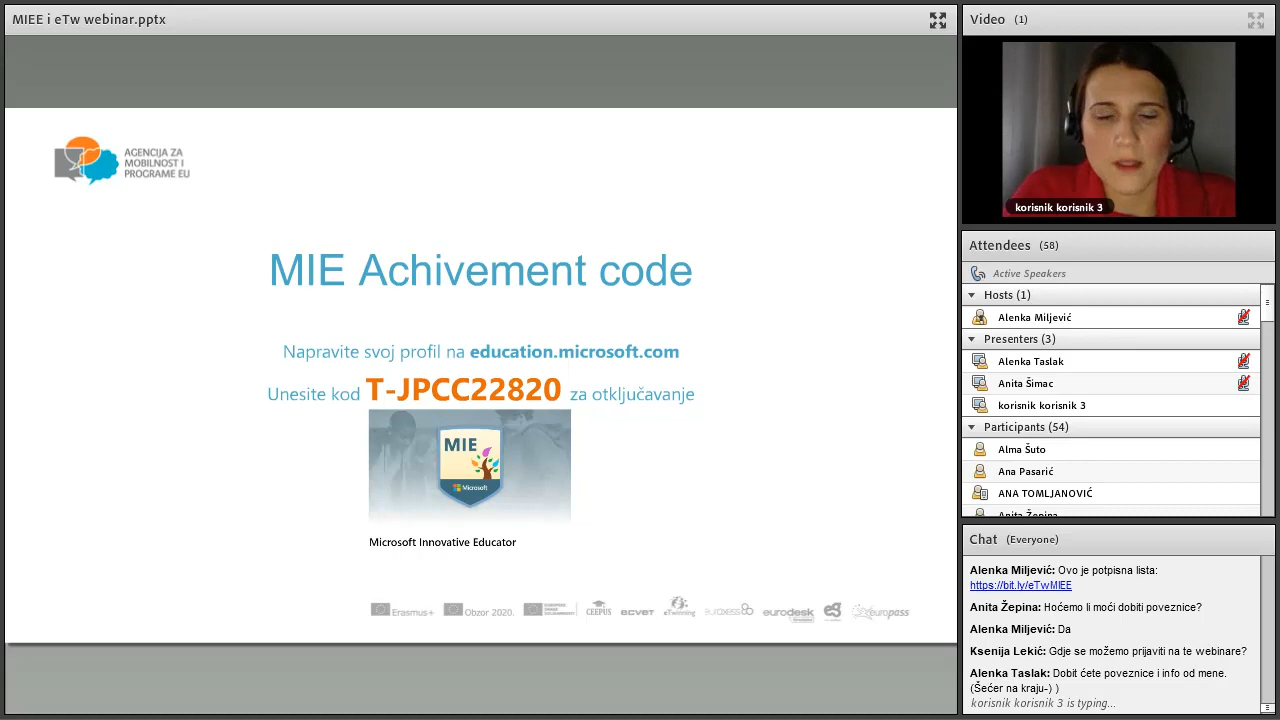 MIEE i eTw webinar.pptx
AGENCIJA ZA
MOBILNOST I
PROGRAME EU
MIE Achivement code
Napravite svoj profil na education.microsoft.com
Unesite kod T-JPCC22820 za otključavanje
MIE
Microsoft
Microsoft Innovative Educator
Erasmus+
Obzor 2020.
CEEPUS
ECVET
eTwinning
euraxess
eurodesk
europass
Video (1)
korisnik korisnik 3
Attendees (58)
Active Speakers
Hosts (1)
Alenka Miljević
Presenters (3)
Alenka Taslak
Anita Šimac
korisnik korisnik 3
Participants (54)
Alma Šuto
Ana Pasarić
ANA TOMLJANOVIĆ
Anita Žepina
Chat (Everyone)
Alenka Miljević: Ovo je potpisna lista:
https://bit.ly/eTwMIEE
Anita Žepina: Hoćemo li moći dobiti poveznice?
Alenka Miljević: Da
Ksenija Lekić: Gdje se možemo prijaviti na te webinare?
Alenka Taslak: Dobit ćete poveznice i info od mene.
(Šećer na kraju-) )
korisnik korisnik 3 is typing...